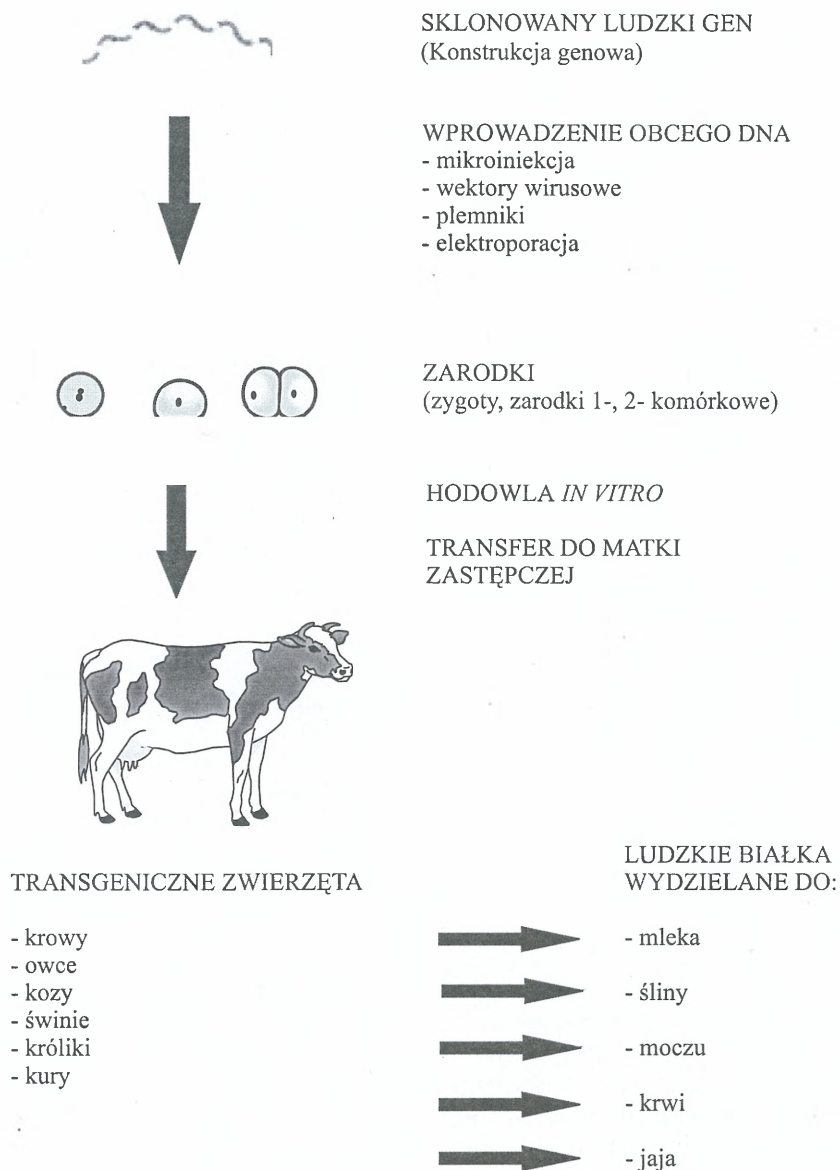 SKLONOWANY LUDZKI GEN
(Konstrukcja genowa)
WPROWADZENIE OBCEGO DNA
- mikroiniekcja
- wektory wirusowe
- plemniki
- elektroporacja
ZARODKI
(zygoty, zarodki 1-, 2- komórkowe)
HODOWLA IN VITRO
TRANSFER DO MATKI
ZASTĘPCZEJ
TRANSGENICZNE ZWIERZĘTA
- krowy
- owce
- kozy
- świnie
- króliki
- kury
LUDZKIE BIAŁKA
WYDZIELANE DO:
- mleka
- śliny
- moczu
- krwi
- jaja